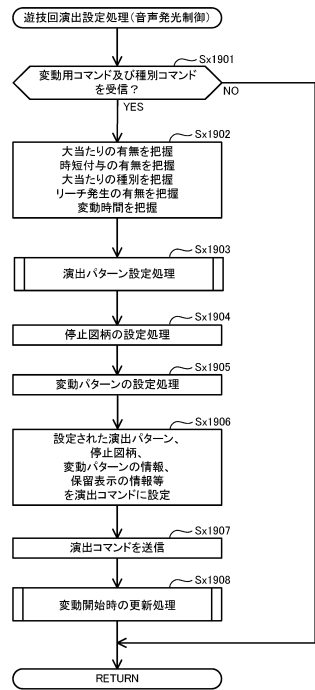 遊技回演出設定処理(音声発光制御)
Sx1901
変動用コマンド及び種別コマンド
を受信？
NO
YES
Sx1902
大当たりの有無を把握
時短付与の有無を把握
大当たりの種別を把握
リーチ発生の有無を把握
変動時間を把握
Sx1903
演出パターン設定処理
Sx1904
停止図柄の設定処理
Sx1905
変動パターンの設定処理
Sx1906
設定された演出パターン、
停止図柄、
変動パターンの情報、
保留表示の情報等
を演出コマンドに設定
Sx1907
演出コマンドを送信
Sx1908
変動開始時の更新処理
RETURN